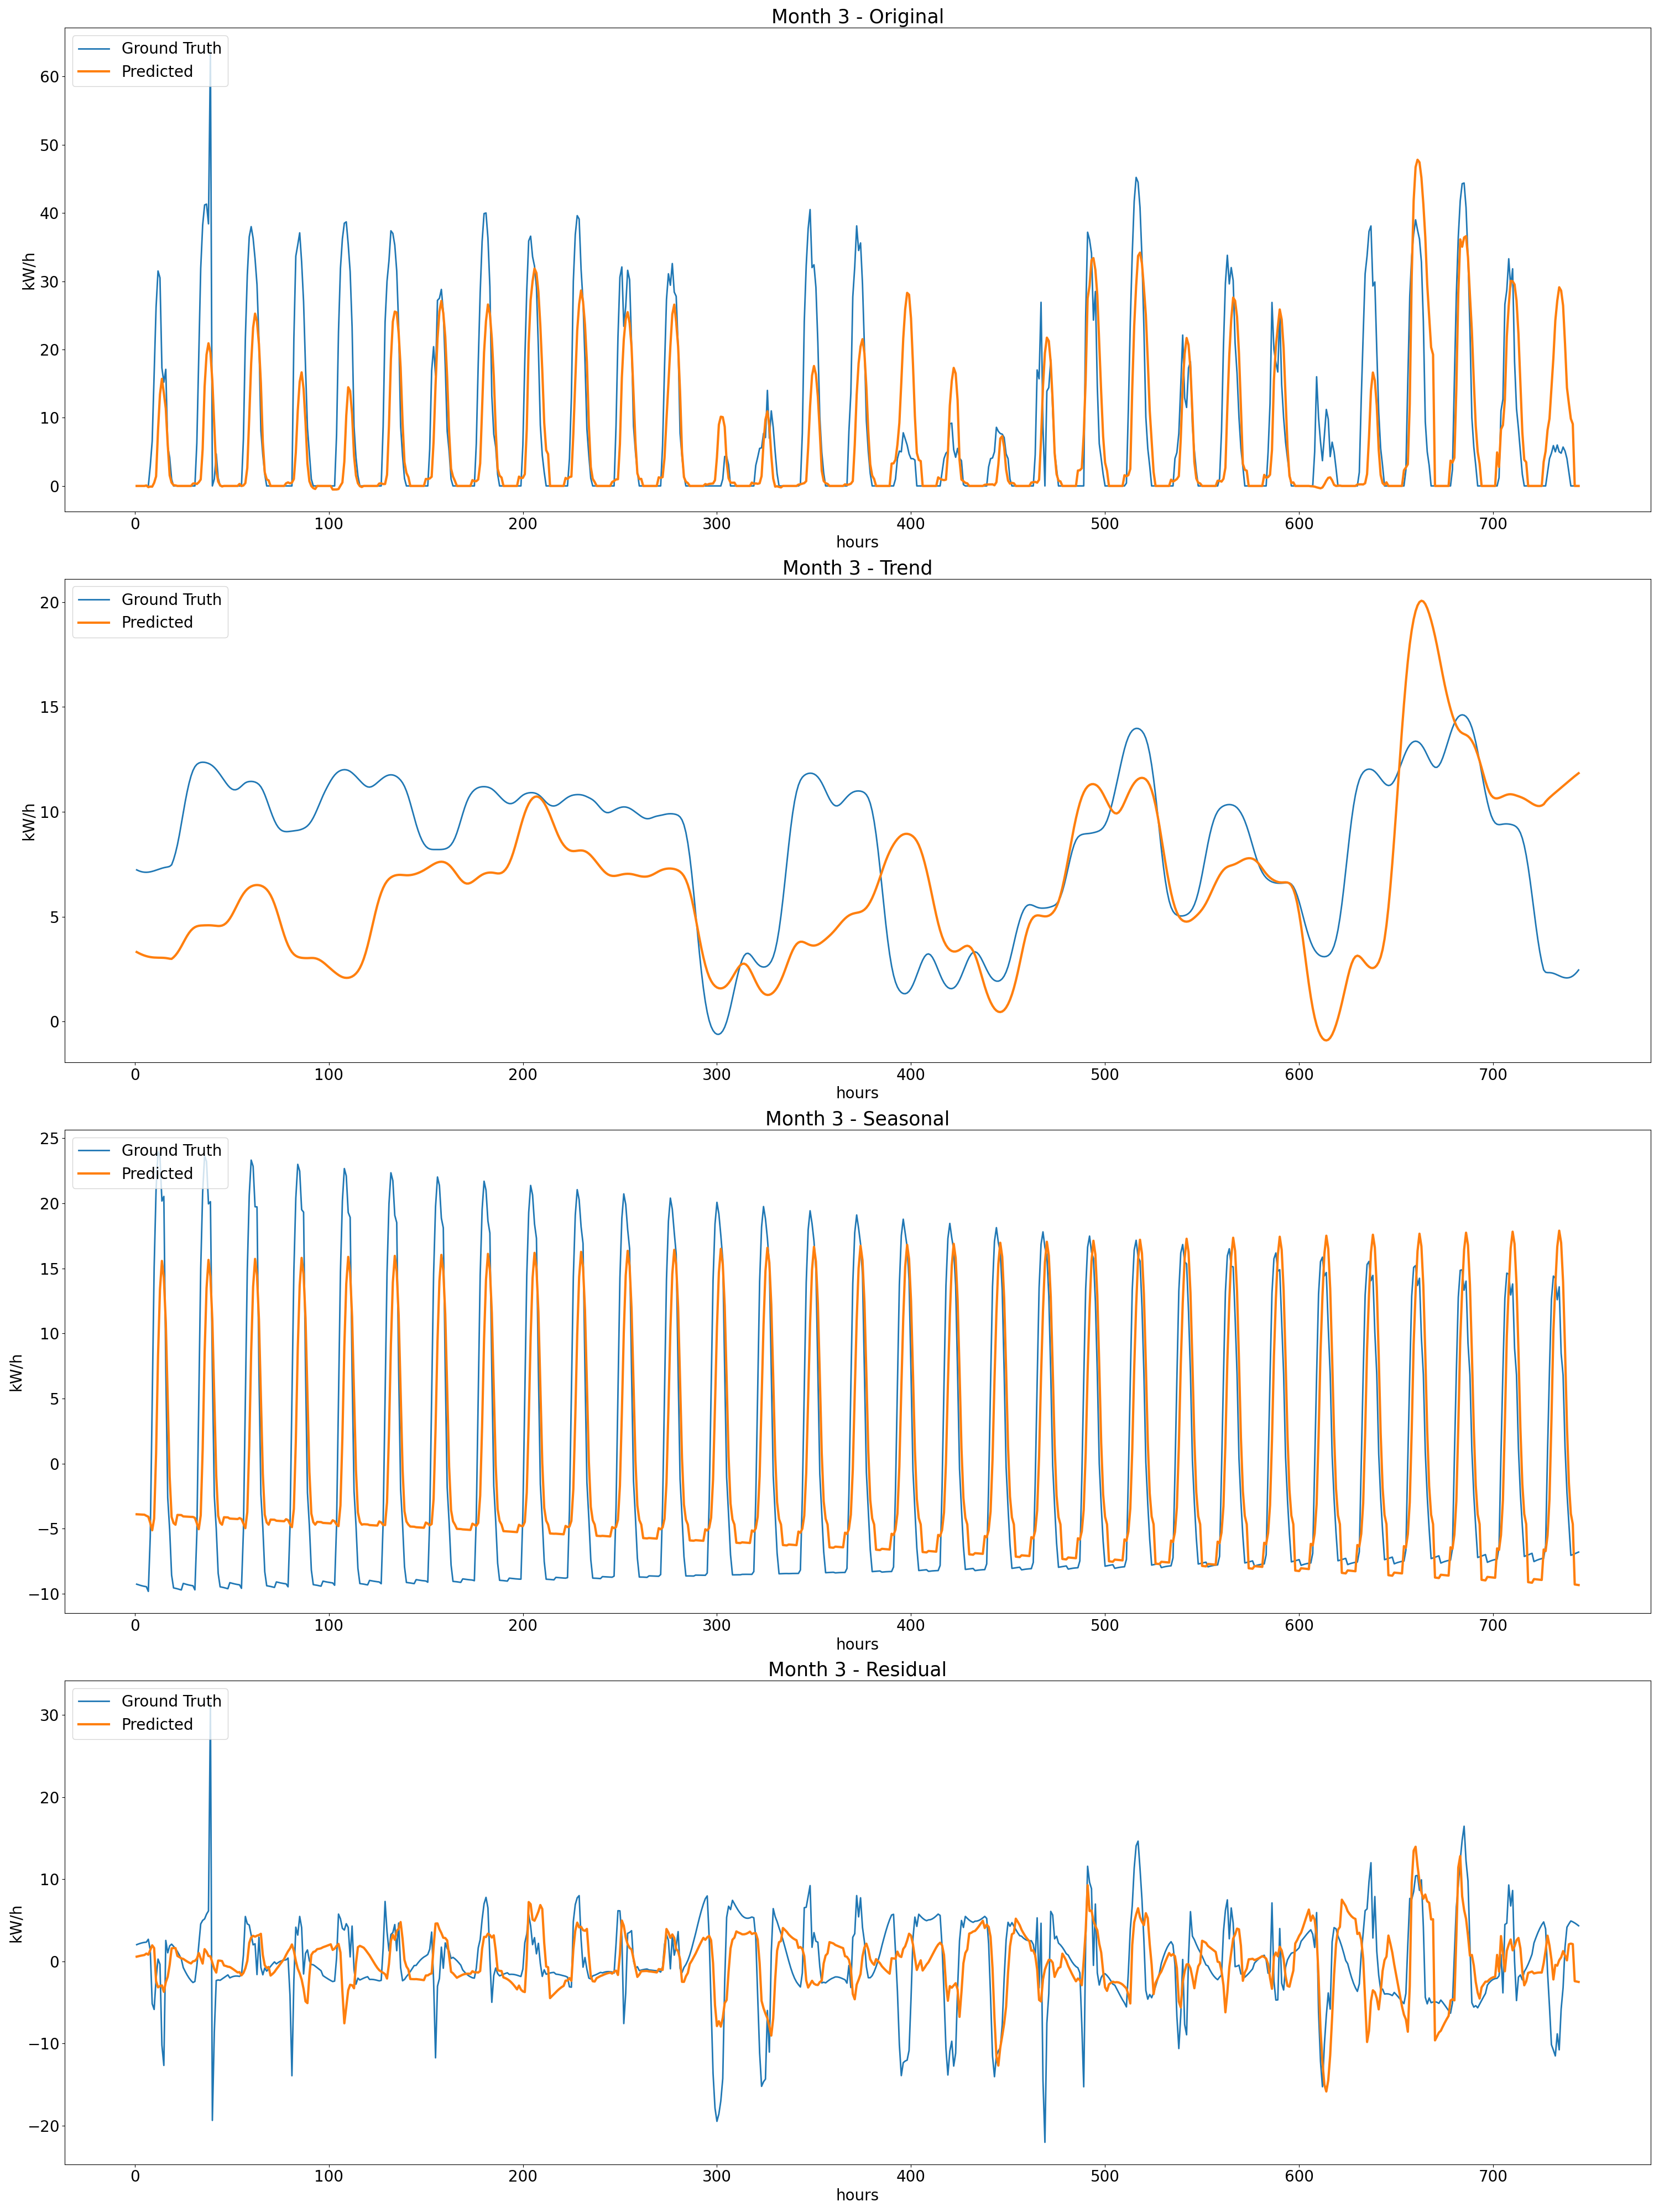 Month 3 - Original
Ground Truth
Predicted
60
50
40
30
20
10
0
kW/h
0 100 200 300 400 500 600 700
hours
Month 3 - Trend
Ground Truth
Predicted
20
15
10
5
0
kW/h
0 100 200 300 400 500 600 700
hours
Month 3 - Seasonal
Ground Truth
Predicted
25
20
15
10
5
0
−5
−10
kW/h
0 100 200 300 400 500 600 700
hours
Month 3 - Residual
Ground Truth
Predicted
30
20
10
0
−10
−20
kW/h
0 100 200 300 400 500 600 700
hours